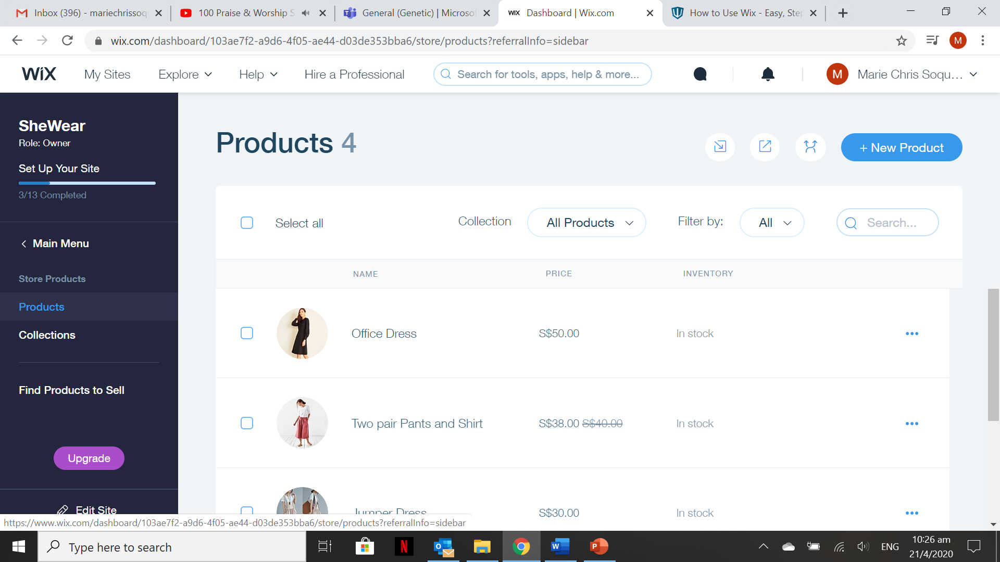 Inbox (396) - mariechrissoq
100 Praise & Worship S
General (Genetic) | Microsof
WIX Dashboard | Wix.com
How to Use Wix - Easy, Step
wix.com/dashboard/103ae7f2-a9d6-4f05-ae44-d03de353bba6/store/products?referralInfo=sidebar
M
WiX
My Sites
Explore
Help
Hire a Professional
Search for tools, apps, help & more...
M
Marie Chris Soqu...
SheWear
Role: Owner
Set Up Your Site
3/13 Completed
Main Menu
Store Products
Products
Collections
Find Products to Sell
Upgrade
Edit Site
Products 4
+ New Product
Select all
Collection
All Products
Filter by:
All
Search...
NAME PRICE INVENTORY
Office Dress S$50.00 In stock
Two pair Pants and Shirt S$38.00 S$40.00 In stock
Jumper Dress S$30.00 In stock
https://www.wix.com/dashboard/103ae7f2-a9d6-4f05-ae44-d03de353bba6/store/products?referralInfo=sidebar
Type here to search
ENG
10:26 am
21/4/2020